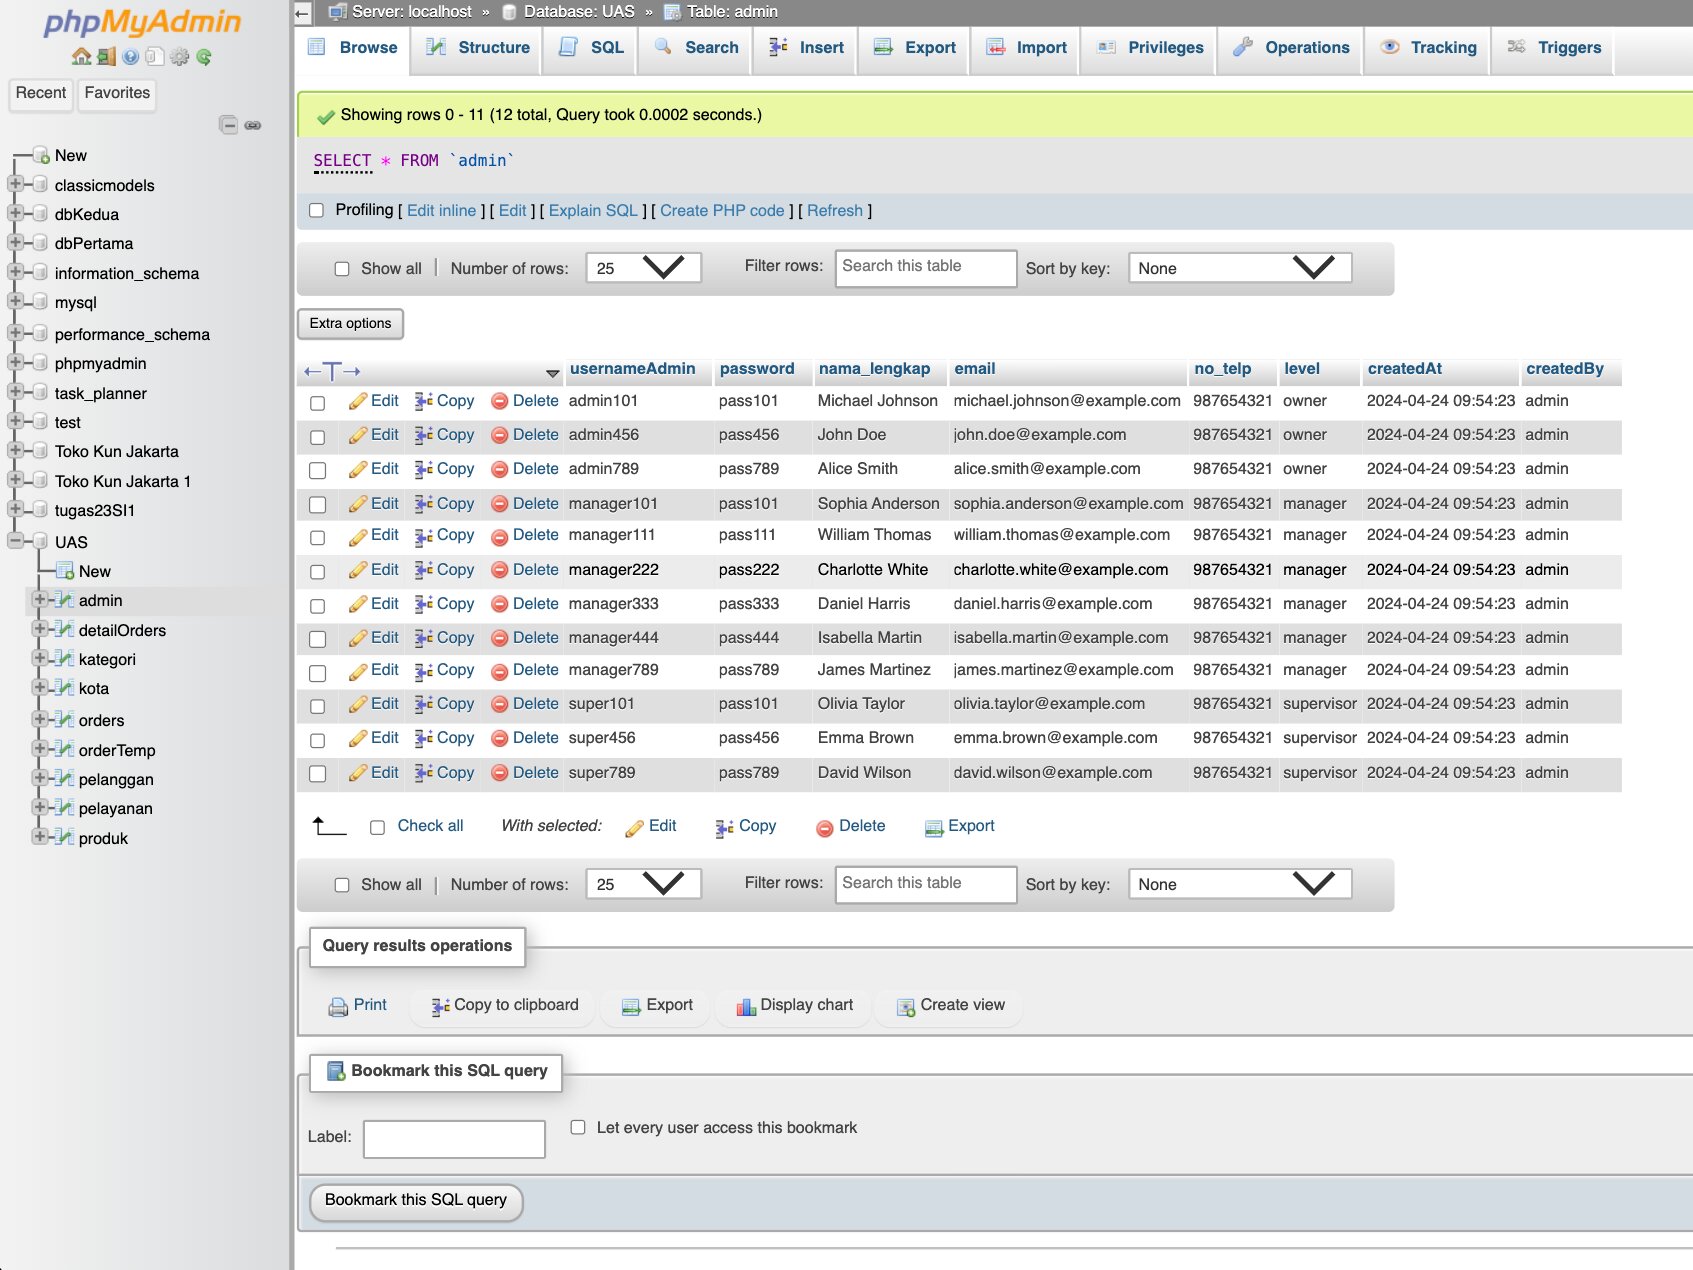 phpMyAdmin
Recent Favorites
New
classicmodels
dbKedua
dbPertama
information_schema
mysql
performance_schema
phpmyadmin
task_planner
test
Toko Kun Jakarta
Toko Kun Jakarta 1
tugas23SI1
UAS
New
admin
detailOrders
kategori
kota
orders
orderTemp
pelanggan
pelayanan
produk
Server: localhost » Database: UAS » Table: admin
Browse Structure SQL Search Insert Export Import Privileges Operations Tracking Triggers
Showing rows 0 - 11 (12 total, Query took 0.0002 seconds.)
SELECT * FROM `admin`
Profiling [ Edit inline ] [ Edit ] [ Explain SQL ] [ Create PHP code ] [ Refresh ]
Show all | Number of rows: 25 Filter rows: Search this table Sort by key: None
Extra options
←T→ usernameAdmin password nama_lengkap email no_telp level createdAt createdBy
Edit Copy Delete admin101 pass101 Michael Johnson michael.johnson@example.com 987654321 owner 2024-04-24 09:54:23 admin
Edit Copy Delete admin456 pass456 John Doe john.doe@example.com 987654321 owner 2024-04-24 09:54:23 admin
Edit Copy Delete admin789 pass789 Alice Smith alice.smith@example.com 987654321 owner 2024-04-24 09:54:23 admin
Edit Copy Delete manager101 pass101 Sophia Anderson sophia.anderson@example.com 987654321 manager 2024-04-24 09:54:23 admin
Edit Copy Delete manager111 pass111 William Thomas william.thomas@example.com 987654321 manager 2024-04-24 09:54:23 admin
Edit Copy Delete manager222 pass222 Charlotte White charlotte.white@example.com 987654321 manager 2024-04-24 09:54:23 admin
Edit Copy Delete manager333 pass333 Daniel Harris daniel.harris@example.com 987654321 manager 2024-04-24 09:54:23 admin
Edit Copy Delete manager444 pass444 Isabella Martin isabella.martin@example.com 987654321 manager 2024-04-24 09:54:23 admin
Edit Copy Delete manager789 pass789 James Martinez james.martinez@example.com 987654321 manager 2024-04-24 09:54:23 admin
Edit Copy Delete super101 pass101 Olivia Taylor olivia.taylor@example.com 987654321 supervisor 2024-04-24 09:54:23 admin
Edit Copy Delete super456 pass456 Emma Brown emma.brown@example.com 987654321 supervisor 2024-04-24 09:54:23 admin
Edit Copy Delete super789 pass789 David Wilson david.wilson@example.com 987654321 supervisor 2024-04-24 09:54:23 admin
Check all With selected: Edit Copy Delete Export
Show all | Number of rows: 25 Filter rows: Search this table Sort by key: None
Query results operations
Print Copy to clipboard Export Display chart Create view
Bookmark this SQL query
Label: Let every user access this bookmark
Bookmark this SQL query